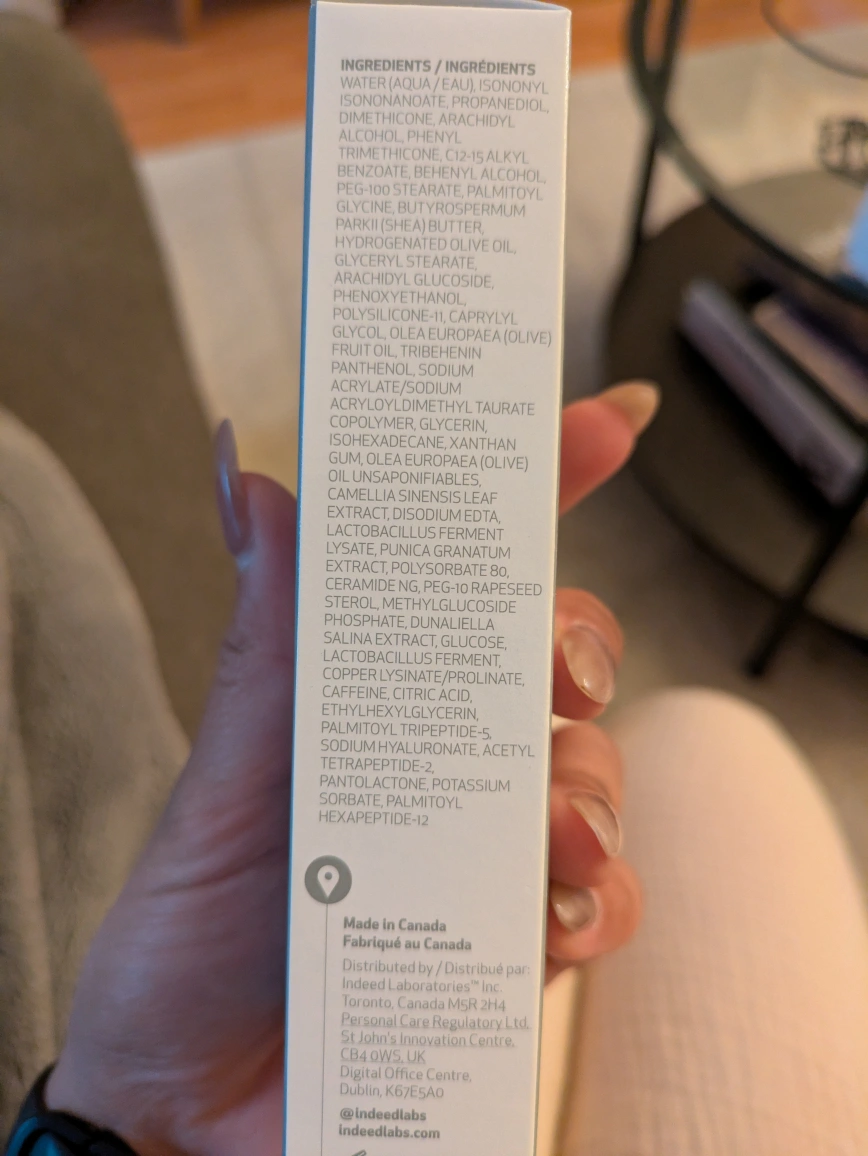 INGREDIENTS / INGRÉDIENTS
WATER (AQUA / EAU), ISONONYL
ISONONANOATE, PROPANEDIOL,
DIMETHICONE, ARACHIDYL
ALCOHOL, PHENYL
TRIMETHICONE, C12-15 ALKYL
BENZOATE, BEHENYL ALCOHOL,
PEG-100 STEARATE, PALMITOYL
GLYCINE, BUTYROSPERMUM
PARKII (SHEA) BUTTER,
HYDROGENATED OLIVE OIL,
GLYCERYL STEARATE,
ARACHIDYL GLUCOSIDE,
PHENOXYETHANOL,
POLYSILICONE-11, CAPRYLYL
GLYCOL, OLEA EUROPAEA (OLIVE)
FRUIT OIL, TRIBEHENIN
PANTHENOL, SODIUM
ACRYLATE/SODIUM
ACRYLOYLDIMETHYL TAURATE
COPOLYMER, GLYCERIN,
ISOHEXADECANE, XANTHAN
GUM, OLEA EUROPAEA (OLIVE)
OIL UNSAPONIFIABLES,
CAMELLIA SINENSIS LEAF
EXTRACT, DISODIUM EDTA,
LACTOBACILLUS FERMENT
LYSATE, PUNICA GRANATUM
EXTRACT, POLYSORBATE 80,
CERAMIDE NG, PEG-10 RAPESEED
STEROL, METHYLGLUCOSIDE
PHOSPHATE, DUNALIELLA
SALINA EXTRACT, GLUCOSE,
LACTOBACILLUS FERMENT,
COPPER LYSINATE/PROLINATE,
CAFFEINE, CITRIC ACID,
ETHYLHEXYLGLYCERIN,
PALMITOYL TRIPEPTIDE-5,
SODIUM HYALURONATE, ACETYL
TETRAPEPTIDE-2,
PANTOLACTONE, POTASSIUM
SORBATE, PALMITOYL
HEXAPEPTIDE-12
Made in Canada
Fabriqué au Canada
Distributed by / Distribué par:
Indeed Laboratories™ Inc.
Toronto, Canada M5R 2H4
Personal Care Regulatory Ltd.
St John's Innovation Centre,
CB4 0WS, UK
Digital Office Centre,
Dublin, K67E5A0
@indeedlabs
indeedlabs.com